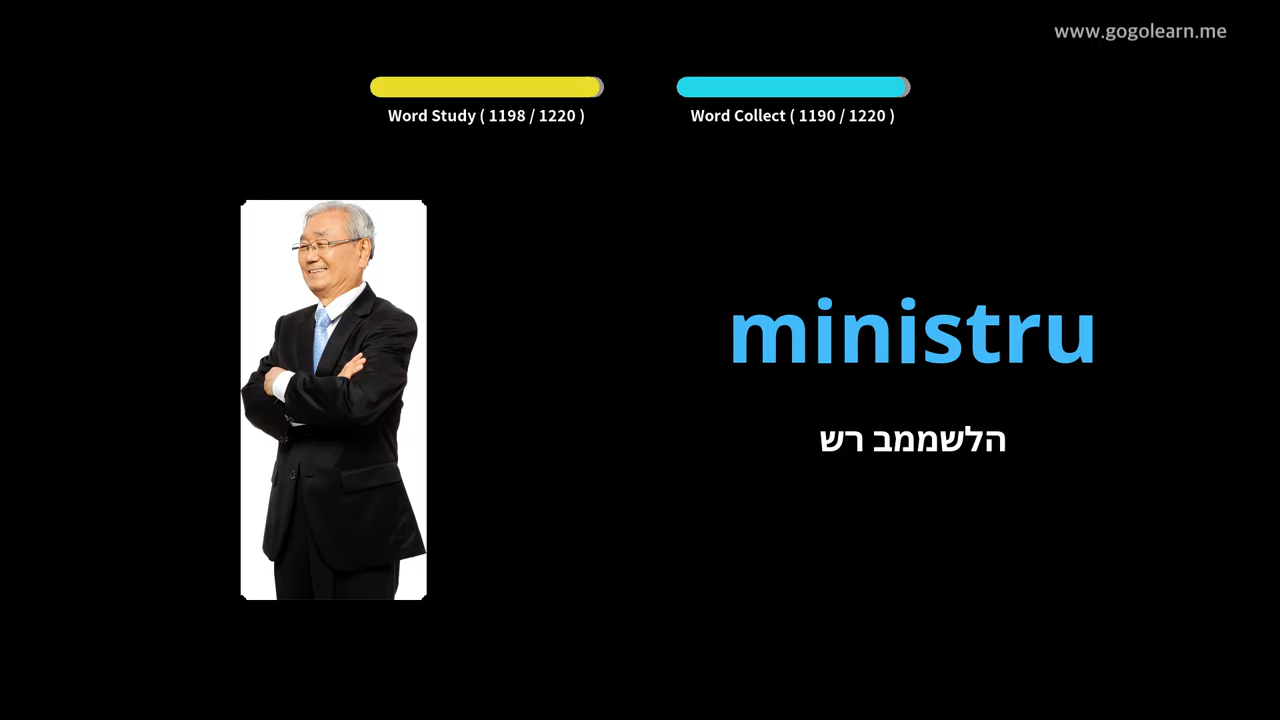 www.gogolearn.me
Word Study ( 1198 / 1220 )
Word Collect ( 1190 / 1220 )
ministru
הלשממב רש